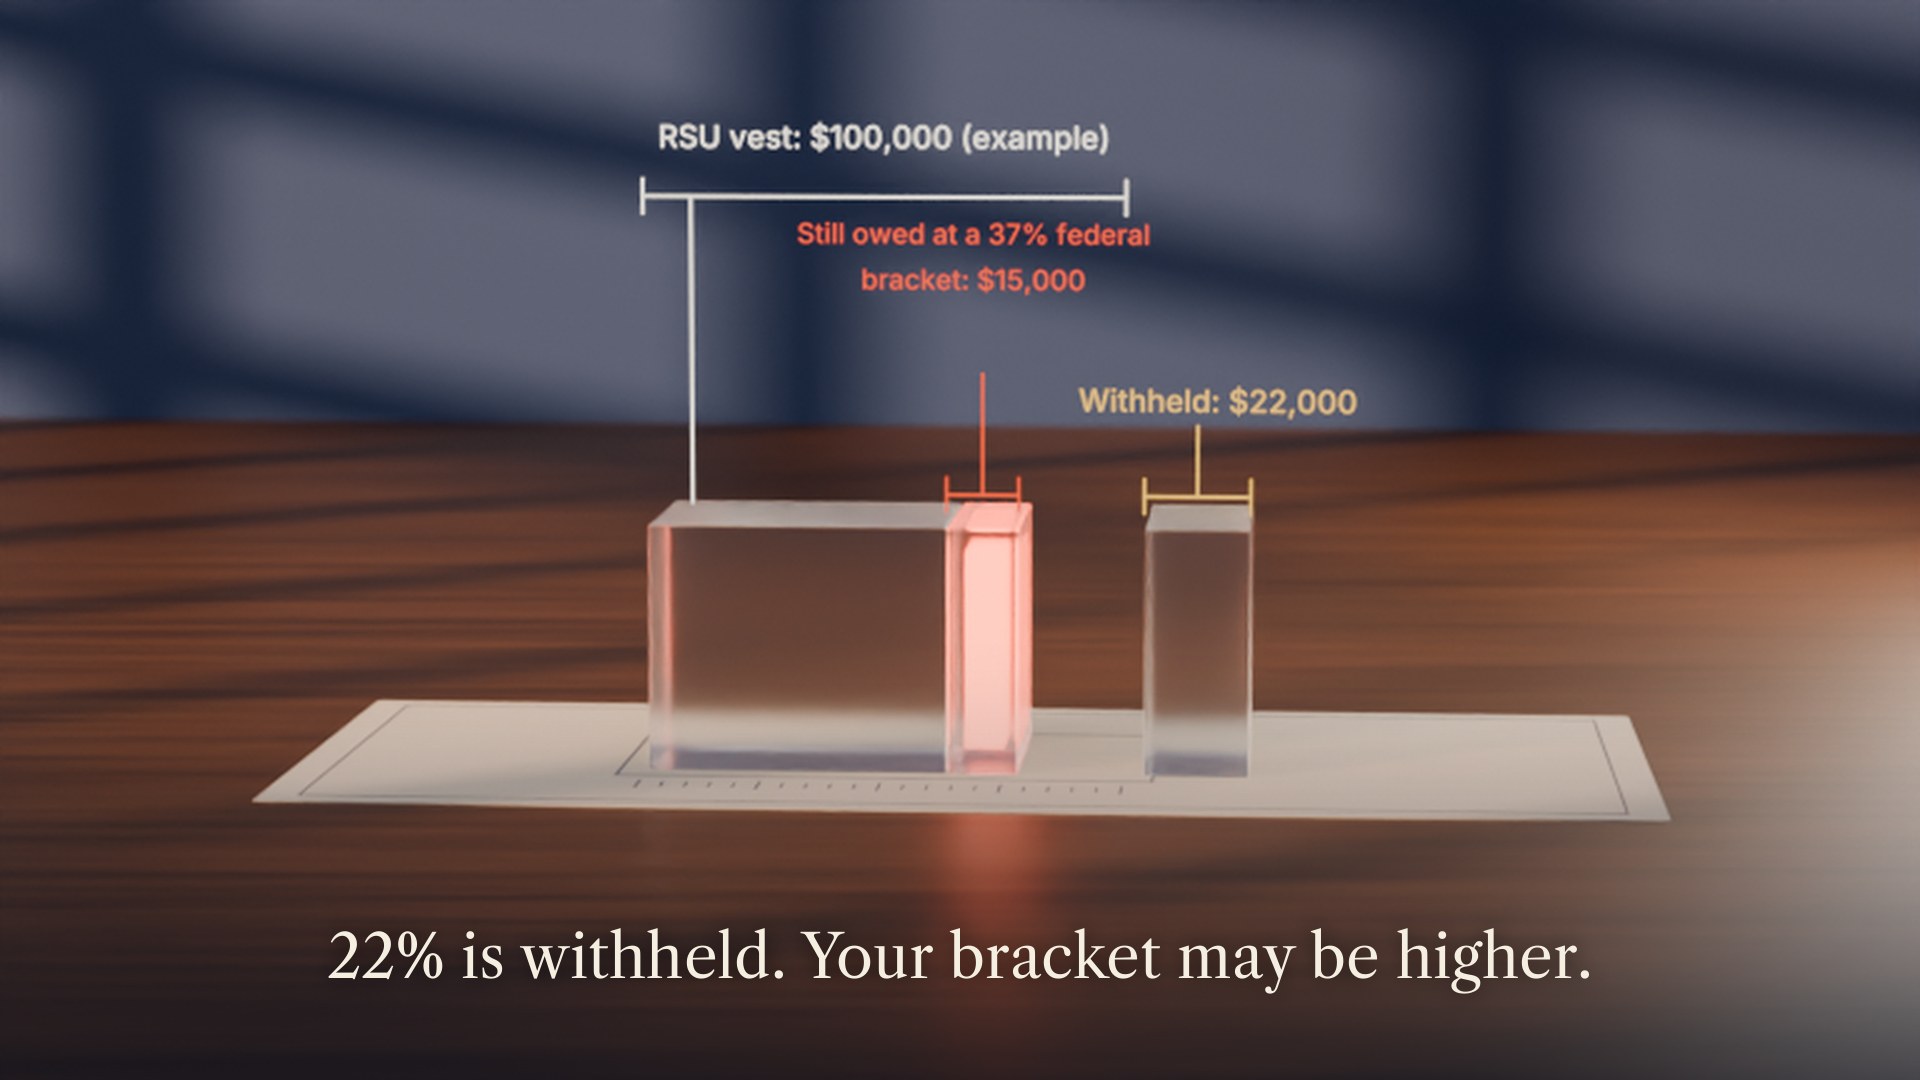 RSU vest: $100,000 (example)
Still owed at a 37% federal
bracket: $15,000
Withheld: $22,000
22% is withheld. Your bracket may be higher.